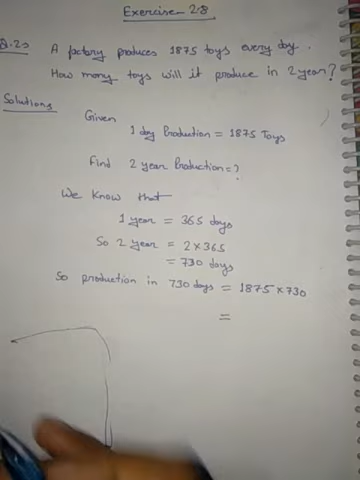 Exercise - 2.8
Q.20 A factory produces 1875 toys every day.
How many toys will it produce in 2 year?
Solutions
Given
1 day Production = 1875 Toys
Find 2 year Production = ?
We Know that
1 year = 365 days
So 2 year = 2 × 365
= 730 days
So production in 730 days = 1875 × 730
=